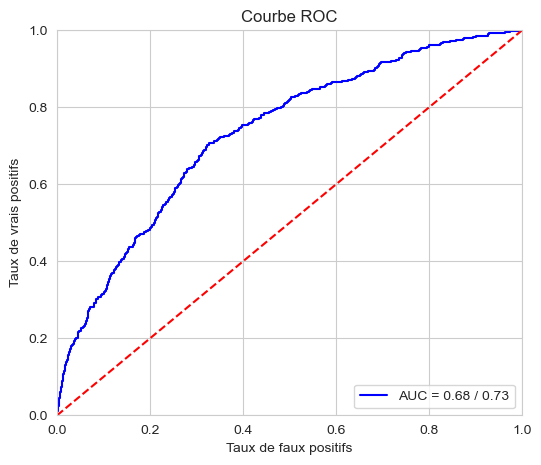 Courbe ROC
1.0
0.8
0.6
0.4
0.2
0.0
Taux de vrais positifs
AUC = 0.68 / 0.73
0.0 0.2 0.4 0.6 0.8 1.0
Taux de faux positifs